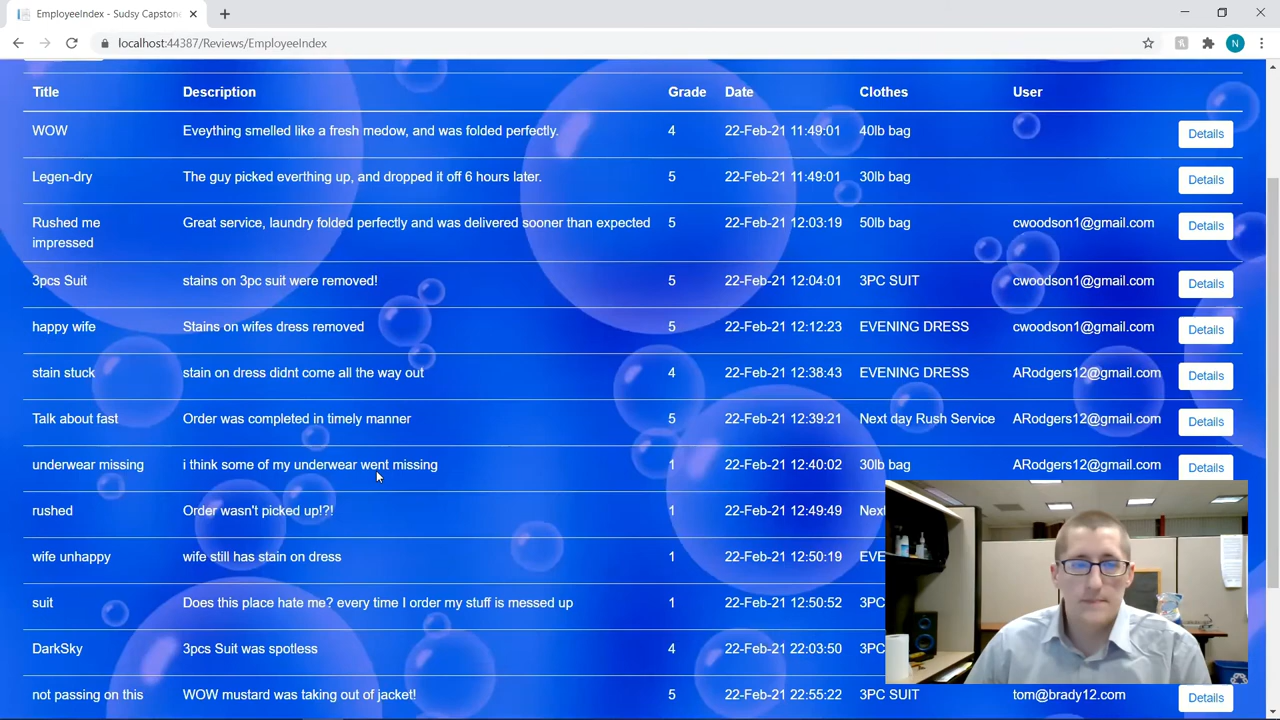 EmployeeIndex - Sudsy Capston
localhost:44387/Reviews/EmployeeIndex
N
Title Description Grade Date Clothes User
WOW Eveything smelled like a fresh medow, and was folded perfectly. 4 22-Feb-21 11:49:01 40lb bag Details
Legen-dry The guy picked everthing up, and dropped it off 6 hours later. 5 22-Feb-21 11:49:01 30lb bag Details
Rushed me Great service, laundry folded perfectly and was delivered sooner than expected 5 22-Feb-21 12:03:19 50lb bag cwoodson1@gmail.com Details
impressed
3pcs Suit stains on 3pc suit were removed! 5 22-Feb-21 12:04:01 3PC SUIT cwoodson1@gmail.com Details
happy wife Stains on wifes dress removed 5 22-Feb-21 12:12:23 EVENING DRESS cwoodson1@gmail.com Details
stain stuck stain on dress didnt come all the way out 4 22-Feb-21 12:38:43 EVENING DRESS ARodgers12@gmail.com Details
Talk about fast Order was completed in timely manner 5 22-Feb-21 12:39:21 Next day Rush Service ARodgers12@gmail.com Details
underwear missing i think some of my underwear went missing 1 22-Feb-21 12:40:02 30lb bag ARodgers12@gmail.com Details
rushed Order wasn't picked up!?! 1 22-Feb-21 12:49:49 Nex
wife unhappy wife still has stain on dress 1 22-Feb-21 12:50:19 EVE
suit Does this place hate me? every time I order my stuff is messed up 1 22-Feb-21 12:50:52 3PC
DarkSky 3pcs Suit was spotless 4 22-Feb-21 22:03:50 3PC
not passing on this WOW mustard was taking out of jacket! 5 22-Feb-21 22:55:22 3PC SUIT tom@brady12.com Details